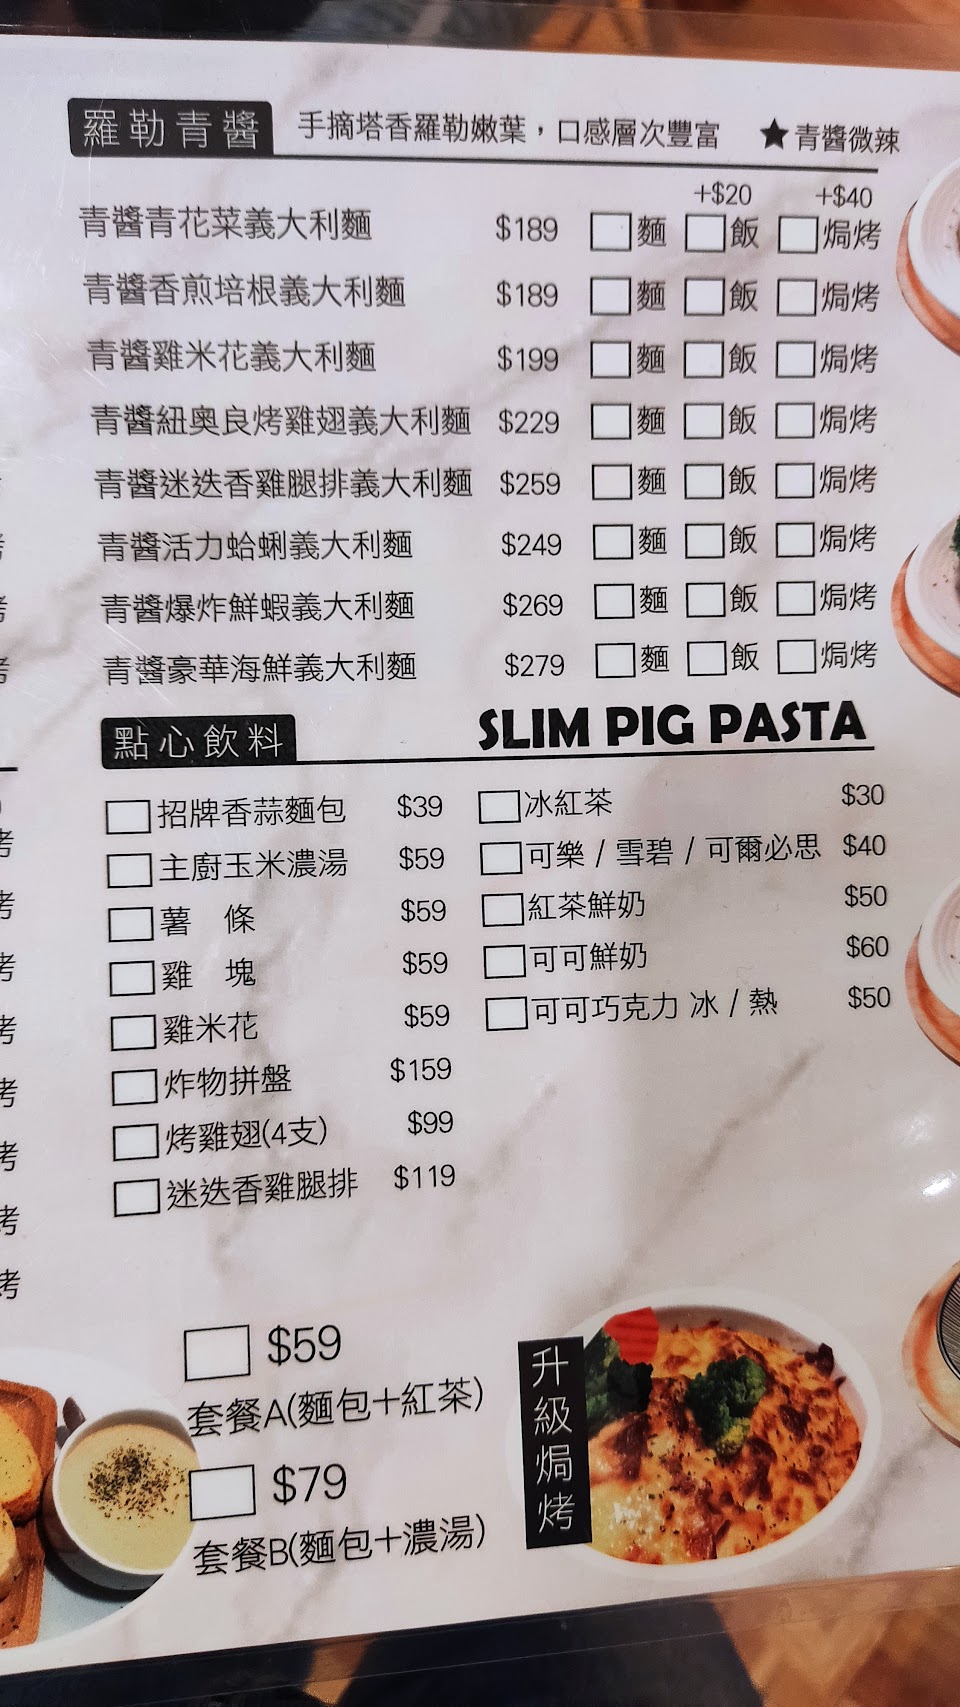 羅勒青醬 手摘塔香羅勒嫩葉，口感層次豐富 ★青醬微辣
+$20 +$40
青醬青花菜義大利麵 $189 麵 飯 焗烤
青醬香煎培根義大利麵 $189 麵 飯 焗烤
青醬雞米花義大利麵 $199 麵 飯 焗烤
青醬紐奧良烤雞翅義大利麵 $229 麵 飯 焗烤
青醬迷迭香雞腿排義大利麵 $259 麵 飯 焗烤
青醬活力蛤蜊義大利麵 $249 麵 飯 焗烤
青醬爆炸鮮蝦義大利麵 $269 麵 飯 焗烤
青醬豪華海鮮義大利麵 $279 麵 飯 焗烤
點心飲料 SLIM PIG PASTA
招牌香蒜麵包 $39
主廚玉米濃湯 $59
薯 條 $59
雞 塊 $59
雞米花 $59
炸物拼盤 $159
烤雞翅(4支) $99
迷迭香雞腿排 $119
冰紅茶 $30
可樂 / 雪碧 / 可爾必思 $40
紅茶鮮奶 $50
可可鮮奶 $60
可可巧克力 冰 / 熱 $50
$59
套餐A(麵包+紅茶)
$79
套餐B(麵包+濃湯)
升級焗烤
烤
烤
烤
烤
烤
烤
烤
烤
烤
烤
烤